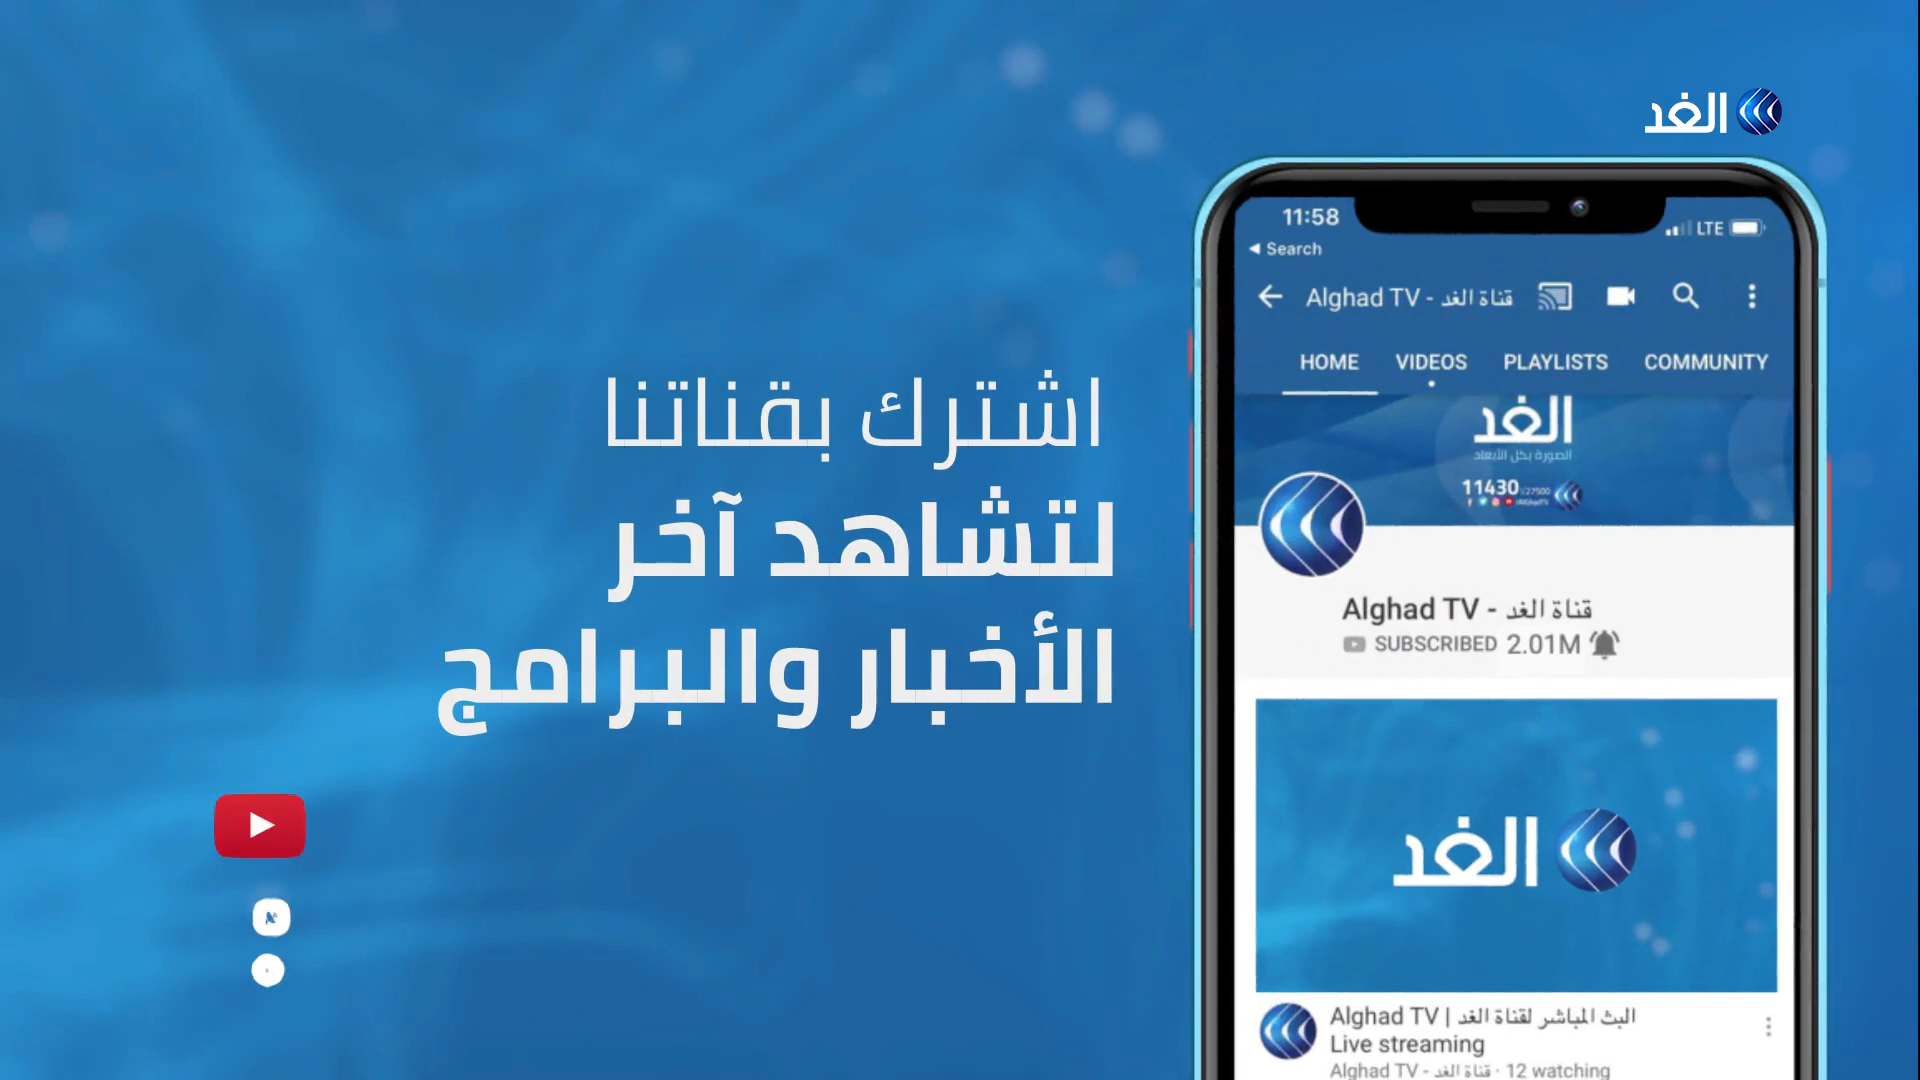 الغد
اشترك بقناتنا
لتشاهد آخر
الأخبار والبرامج
11:58
LTE
Search
Alghad TV - قناة الغد
HOME VIDEOS PLAYLISTS COMMUNITY
الغد
الصورة بكل الأبعاد
11430 27500
Alghad TV - قناة الغد
SUBSCRIBED 2.01M
الغد
Alghad TV | البث المباشر لقناة الغد
Live streaming
Alghad TV - قناة الغد · 12 watching